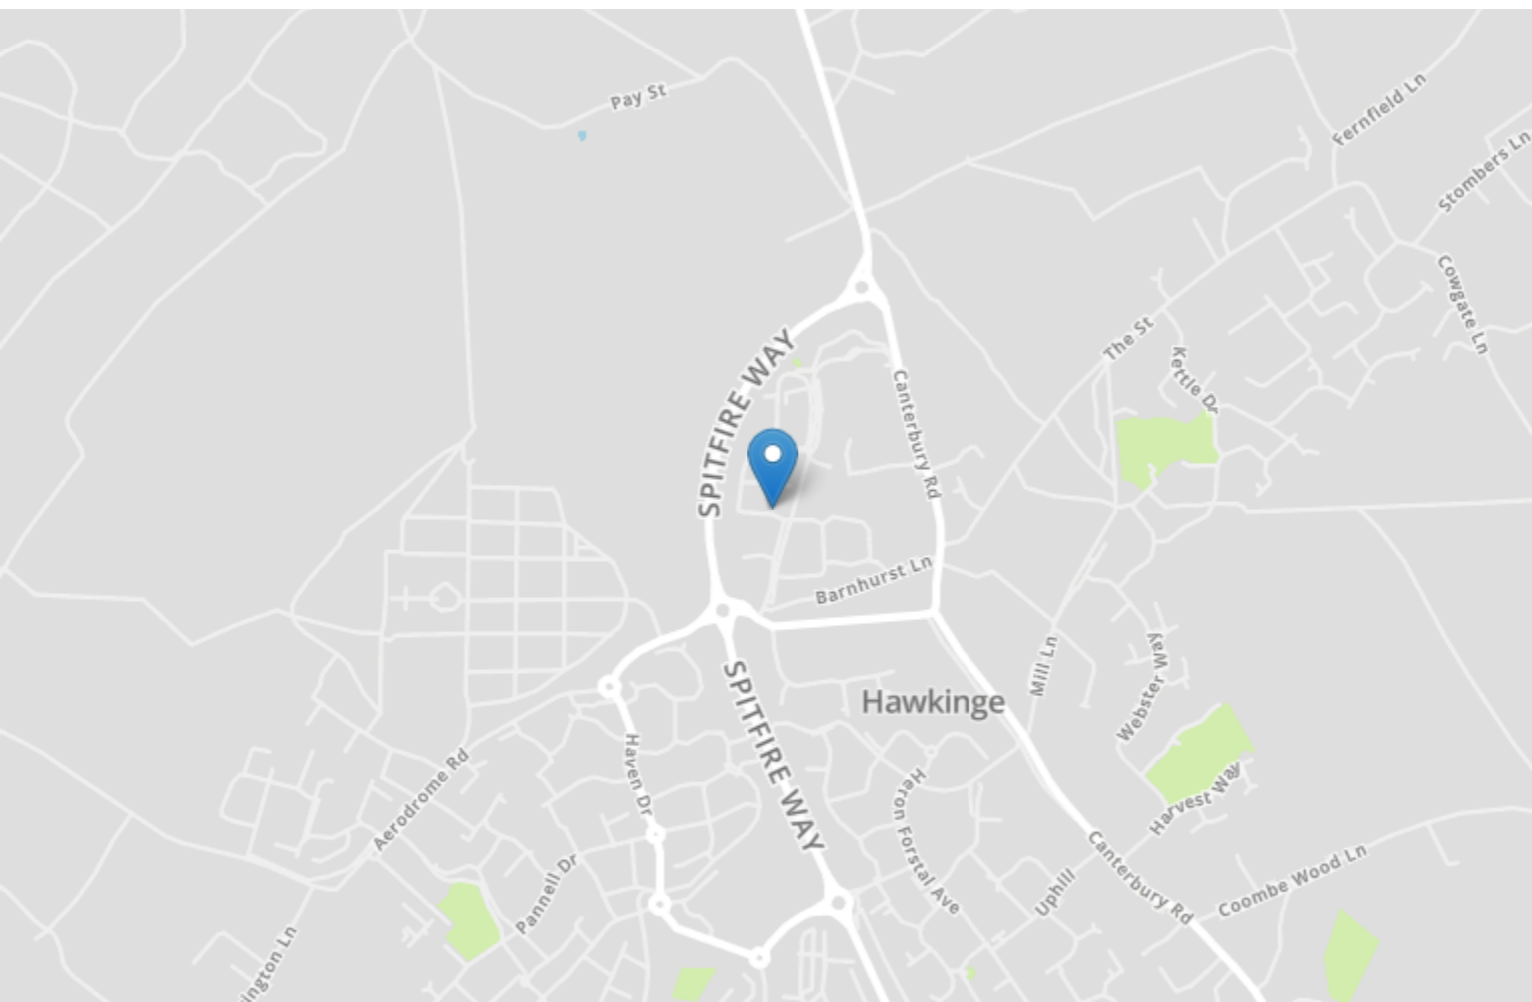 Pay St
Fernfield Ln
Stombers Ln
Cowgate Ln
The St
Kettle Dr
SPITFIRE WAY
Canterbury Rd
Barnhurst Ln
Mill Ln
Webster Way
Hawkinge
SPITFIRE WAY
Haven Dr
Aerodrome Rd
Heron Forstal Ave
Harvest Way
Pannell Dr
Uphill
Canterbury Rd
Coombe Wood Ln
ington Ln